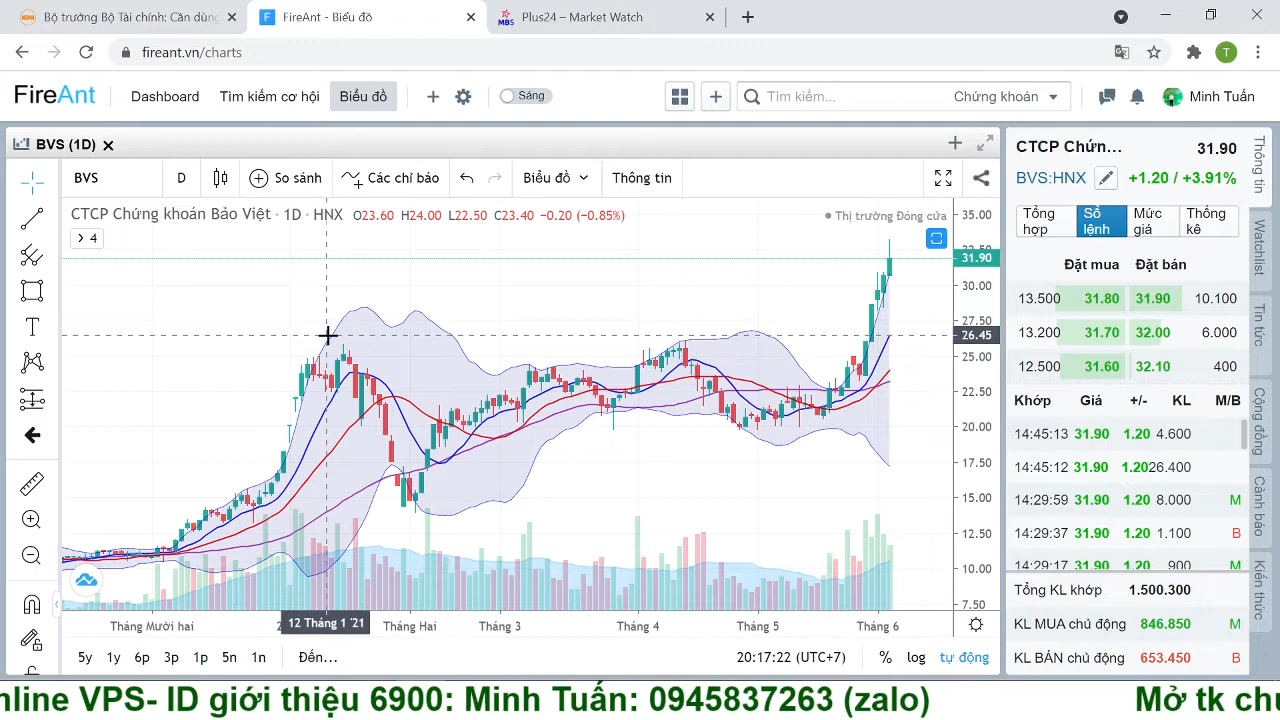 Bộ trưởng Bộ Tài chính: Cần dùng
FireAnt - Biểu đồ
MBS Plus24 – Market Watch
fireant.vn/charts
T
FireAnt Dashboard Tìm kiếm cơ hội Biểu đồ Sáng Tìm kiếm... Chứng khoán Minh Tuấn
BVS (1D)
BVS D So sánh Các chỉ báo Biểu đồ Thông tin
CTCP Chứng khoán Bảo Việt · 1D · HNX O23.60 H24.00 L22.50 C23.40 -0.20 (-0.85%)
Thị trường Đóng cửa
4
35.00
31.90
30.00
27.50
26.45
25.00
22.50
20.00
17.50
15.00
12.50
10.00
7.50
Tháng Mười hai 12 Tháng 1 '21 Tháng Hai Tháng 3 Tháng 4 Tháng 5 Tháng 6
5y 1y 6p 3p 1p 5n 1n Đến... 20:17:22 (UTC+7) % log tự động
CTCP Chứn... 31.90
BVS:HNX +1.20 / +3.91%
Tổng hợp Sổ lệnh Mức giá Thống kê
Đặt mua Đặt bán
13.500 31.80 31.90 10.100
13.200 31.70 32.00 6.000
12.500 31.60 32.10 400
Khớp Giá +/- KL M/B
14:45:13 31.90 1.20 4.600
14:45:12 31.90 1.20 26.400
14:29:59 31.90 1.20 8.000 M
14:29:37 31.90 1.20 1.100 B
14:29:17 31.90 1.20 900 M
Tổng KL khớp 1.500.300
KL MUA chủ động 846.850 M
KL BÁN chủ động 653.450 B
Thông tin
Watchlist
Tin tức
Cộng đồng
Cảnh báo
Kiến thức
nline VPS- ID giới thiệu 6900: Minh Tuấn: 0945837263 (zalo) Mở tk chứ